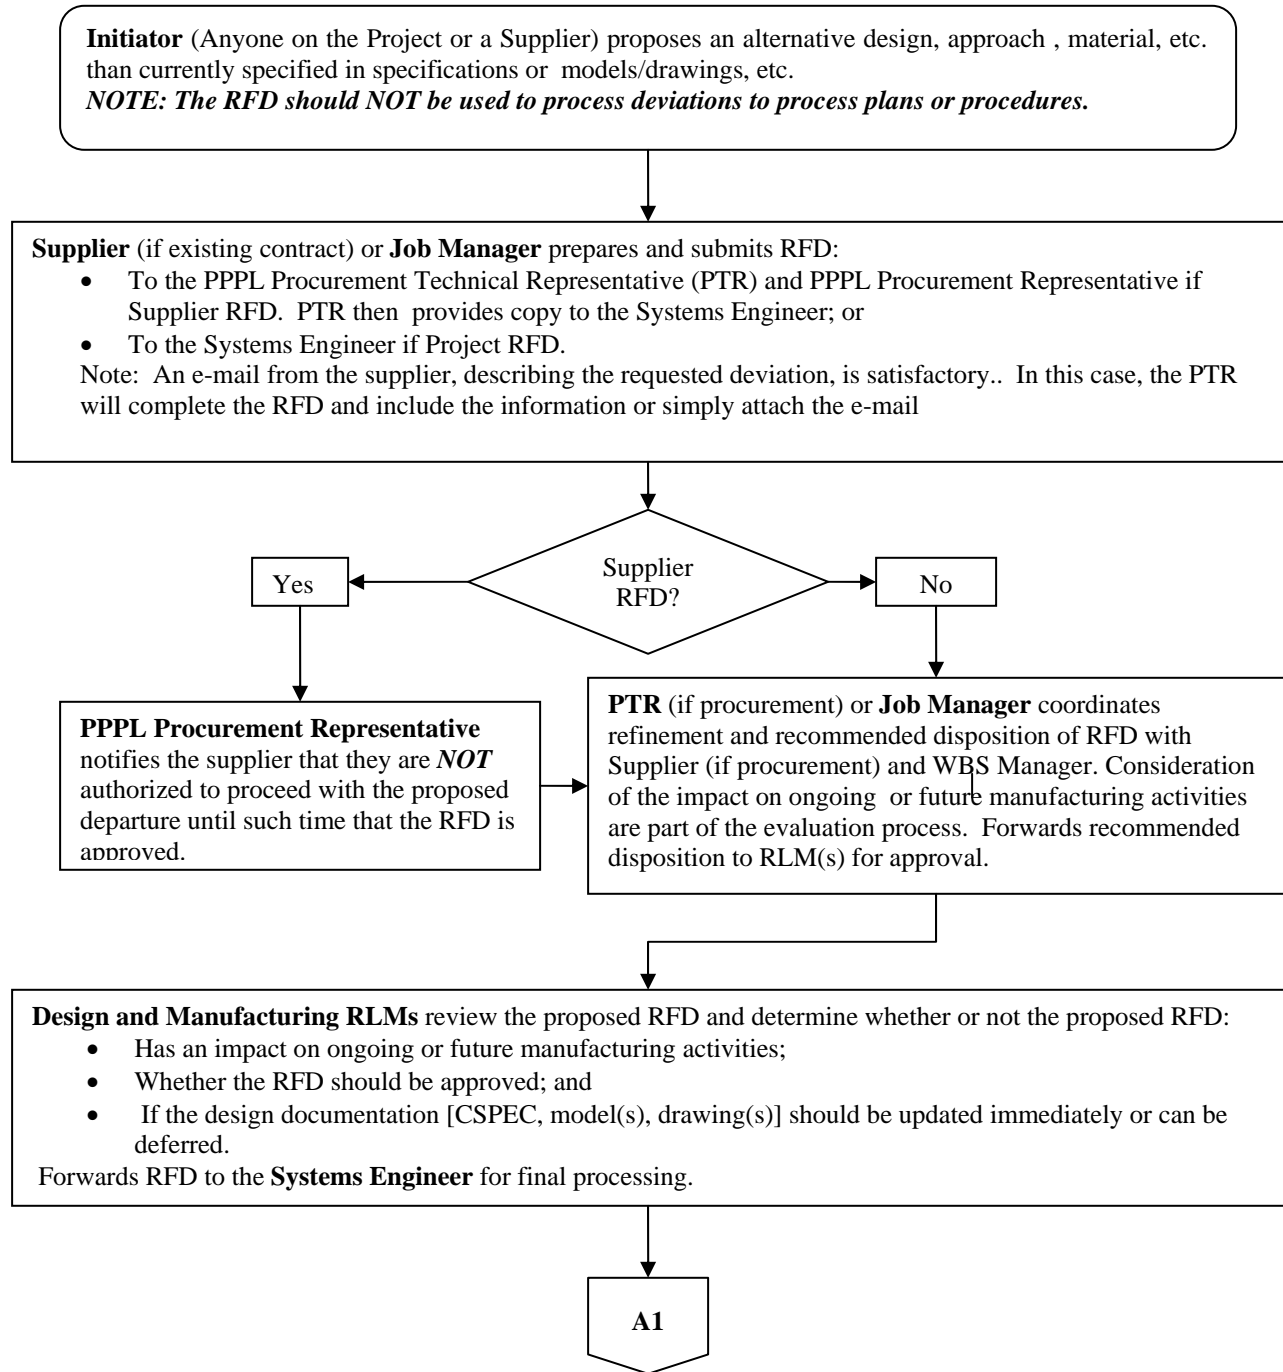 Initiator (Anyone on the Project or a Supplier) proposes an alternative design, approach , material, etc.
than currently specified in specifications or models/drawings, etc.
NOTE: The RFD should NOT be used to process deviations to process plans or procedures.
Supplier (if existing contract) or Job Manager prepares and submits RFD:
• To the PPPL Procurement Technical Representative (PTR) and PPPL Procurement Representative if
Supplier RFD. PTR then provides copy to the Systems Engineer; or
• To the Systems Engineer if Project RFD.
Note: An e-mail from the supplier, describing the requested deviation, is satisfactory.. In this case, the PTR
will complete the RFD and include the information or simply attach the e-mail
Supplier
RFD?
Yes
No
PPPL Procurement Representative
notifies the supplier that they are NOT
authorized to proceed with the proposed
departure until such time that the RFD is
approved.
PTR (if procurement) or Job Manager coordinates
refinement and recommended disposition of RFD with
Supplier (if procurement) and WBS Manager. Consideration
of the impact on ongoing or future manufacturing activities
are part of the evaluation process. Forwards recommended
disposition to RLM(s) for approval.
Design and Manufacturing RLMs review the proposed RFD and determine whether or not the proposed RFD:
• Has an impact on ongoing or future manufacturing activities;
• Whether the RFD should be approved; and
• If the design documentation [CSPEC, model(s), drawing(s)] should be updated immediately or can be
deferred.
Forwards RFD to the Systems Engineer for final processing.
A1